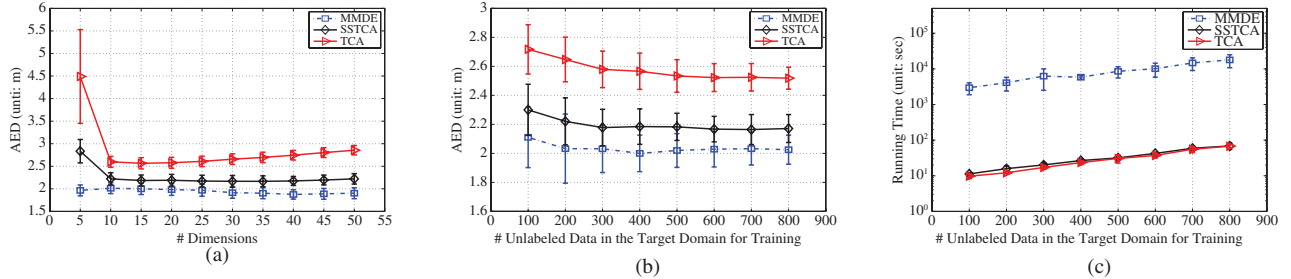 6
5.5
5
4.5
4
3.5
3
2.5
2
1.5
0 5 10 15 20 25 30 35 40 45 50 55
AED (unti: m)
# Dimensions
MMDE
SSTCA
TCA
(a)
3
2.8
2.6
2.4
2.2
2
1.8
1.6
0 100 200 300 400 500 600 700 800 900
AED (unit: m)
# Unlabeled Data in the Target Domain for Training
MMDE
SSTCA
TCA
(b)
10^5
10^4
10^3
10^2
10^1
10^0
0 100 200 300 400 500 600 700 800 900
Running Time (unit: sec)
# Unlabeled Data in the Target Domain for Training
MMDE
SSTCA
TCA
(c)